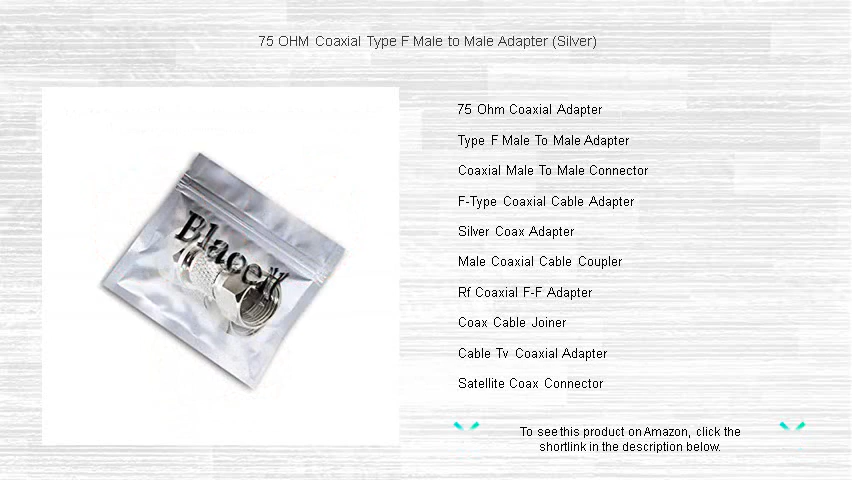 75 OHM Coaxial Type F Male to Male Adapter (Silver)
75 Ohm Coaxial Adapter
Type F Male To Male Adapter
Coaxial Male To Male Connector
F-Type Coaxial Cable Adapter
Silver Coax Adapter
Male Coaxial Cable Coupler
Rf Coaxial F-F Adapter
Coax Cable Joiner
Cable Tv Coaxial Adapter
Satellite Coax Connector
To see this product on Amazon, click the
shortlink in the description below.